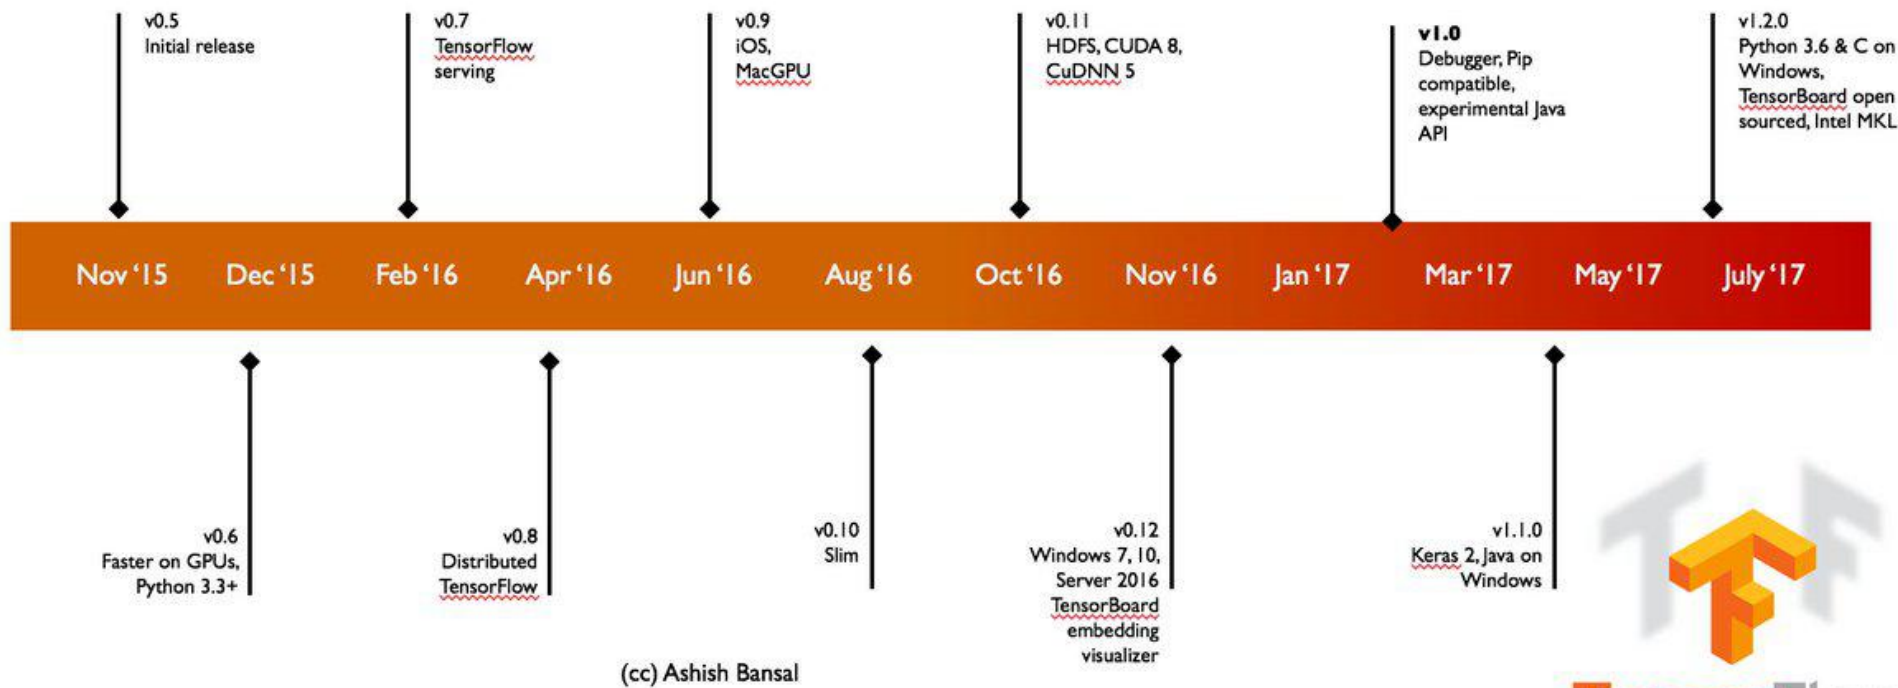 v0.5
Initial release
v0.7
TensorFlow
serving
v0.9
iOS,
MacGPU
v0.11
HDFS, CUDA 8,
CuDNN 5
v1.0
Debugger, Pip
compatible,
experimental Java
API
v1.2.0
Python 3.6 & C on
Windows,
TensorBoard open
sourced, Intel MKL
Nov ‘15 Dec ‘15 Feb ‘16 Apr ‘16 Jun ‘16 Aug ‘16 Oct ‘16 Nov ‘16 Jan ‘17 Mar ‘17 May ‘17 July ‘17
v0.6
Faster on GPUs,
Python 3.3+
v0.8
Distributed
TensorFlow
v0.10
Slim
v0.12
Windows 7, 10,
Server 2016
TensorBoard
embedding
visualizer
v1.1.0
Keras 2, Java on
Windows
(cc) Ashish Bansal